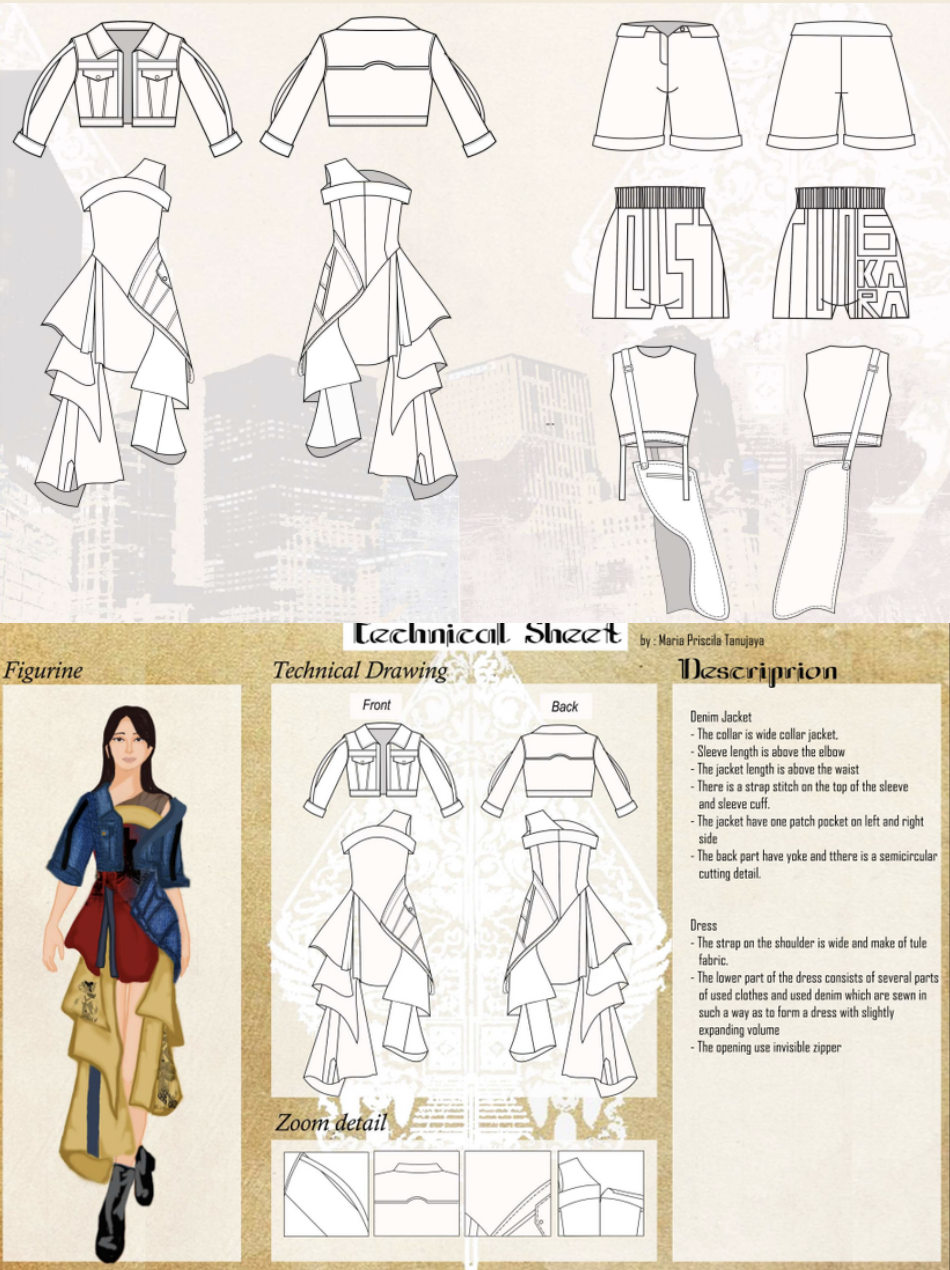 US
SO
KA
RA
Technical Sheet
by : Maria Priscila Tanujaya
Figurine
Technical Drawing
Descriprion
Front
Back
Denim Jacket
- The collar is wide collar jacket,
- Sleeve length is above the elbow
- The jacket length is above the waist
- There is a strap stitch on the top of the sleeve
and sleeve cuff.
- The jacket have one patch pocket on left and right
side
- The back part have yoke and tthere is a semicircular
cutting detail.
Dress
- The strap on the shoulder is wide and make of tule
fabric.
- The lower part of the dress consists of several parts
of used clothes and used denim which are sewn in
such a way as to form a dress with slightly
expanding volume
- The opening use invisible zipper
Zoom detail